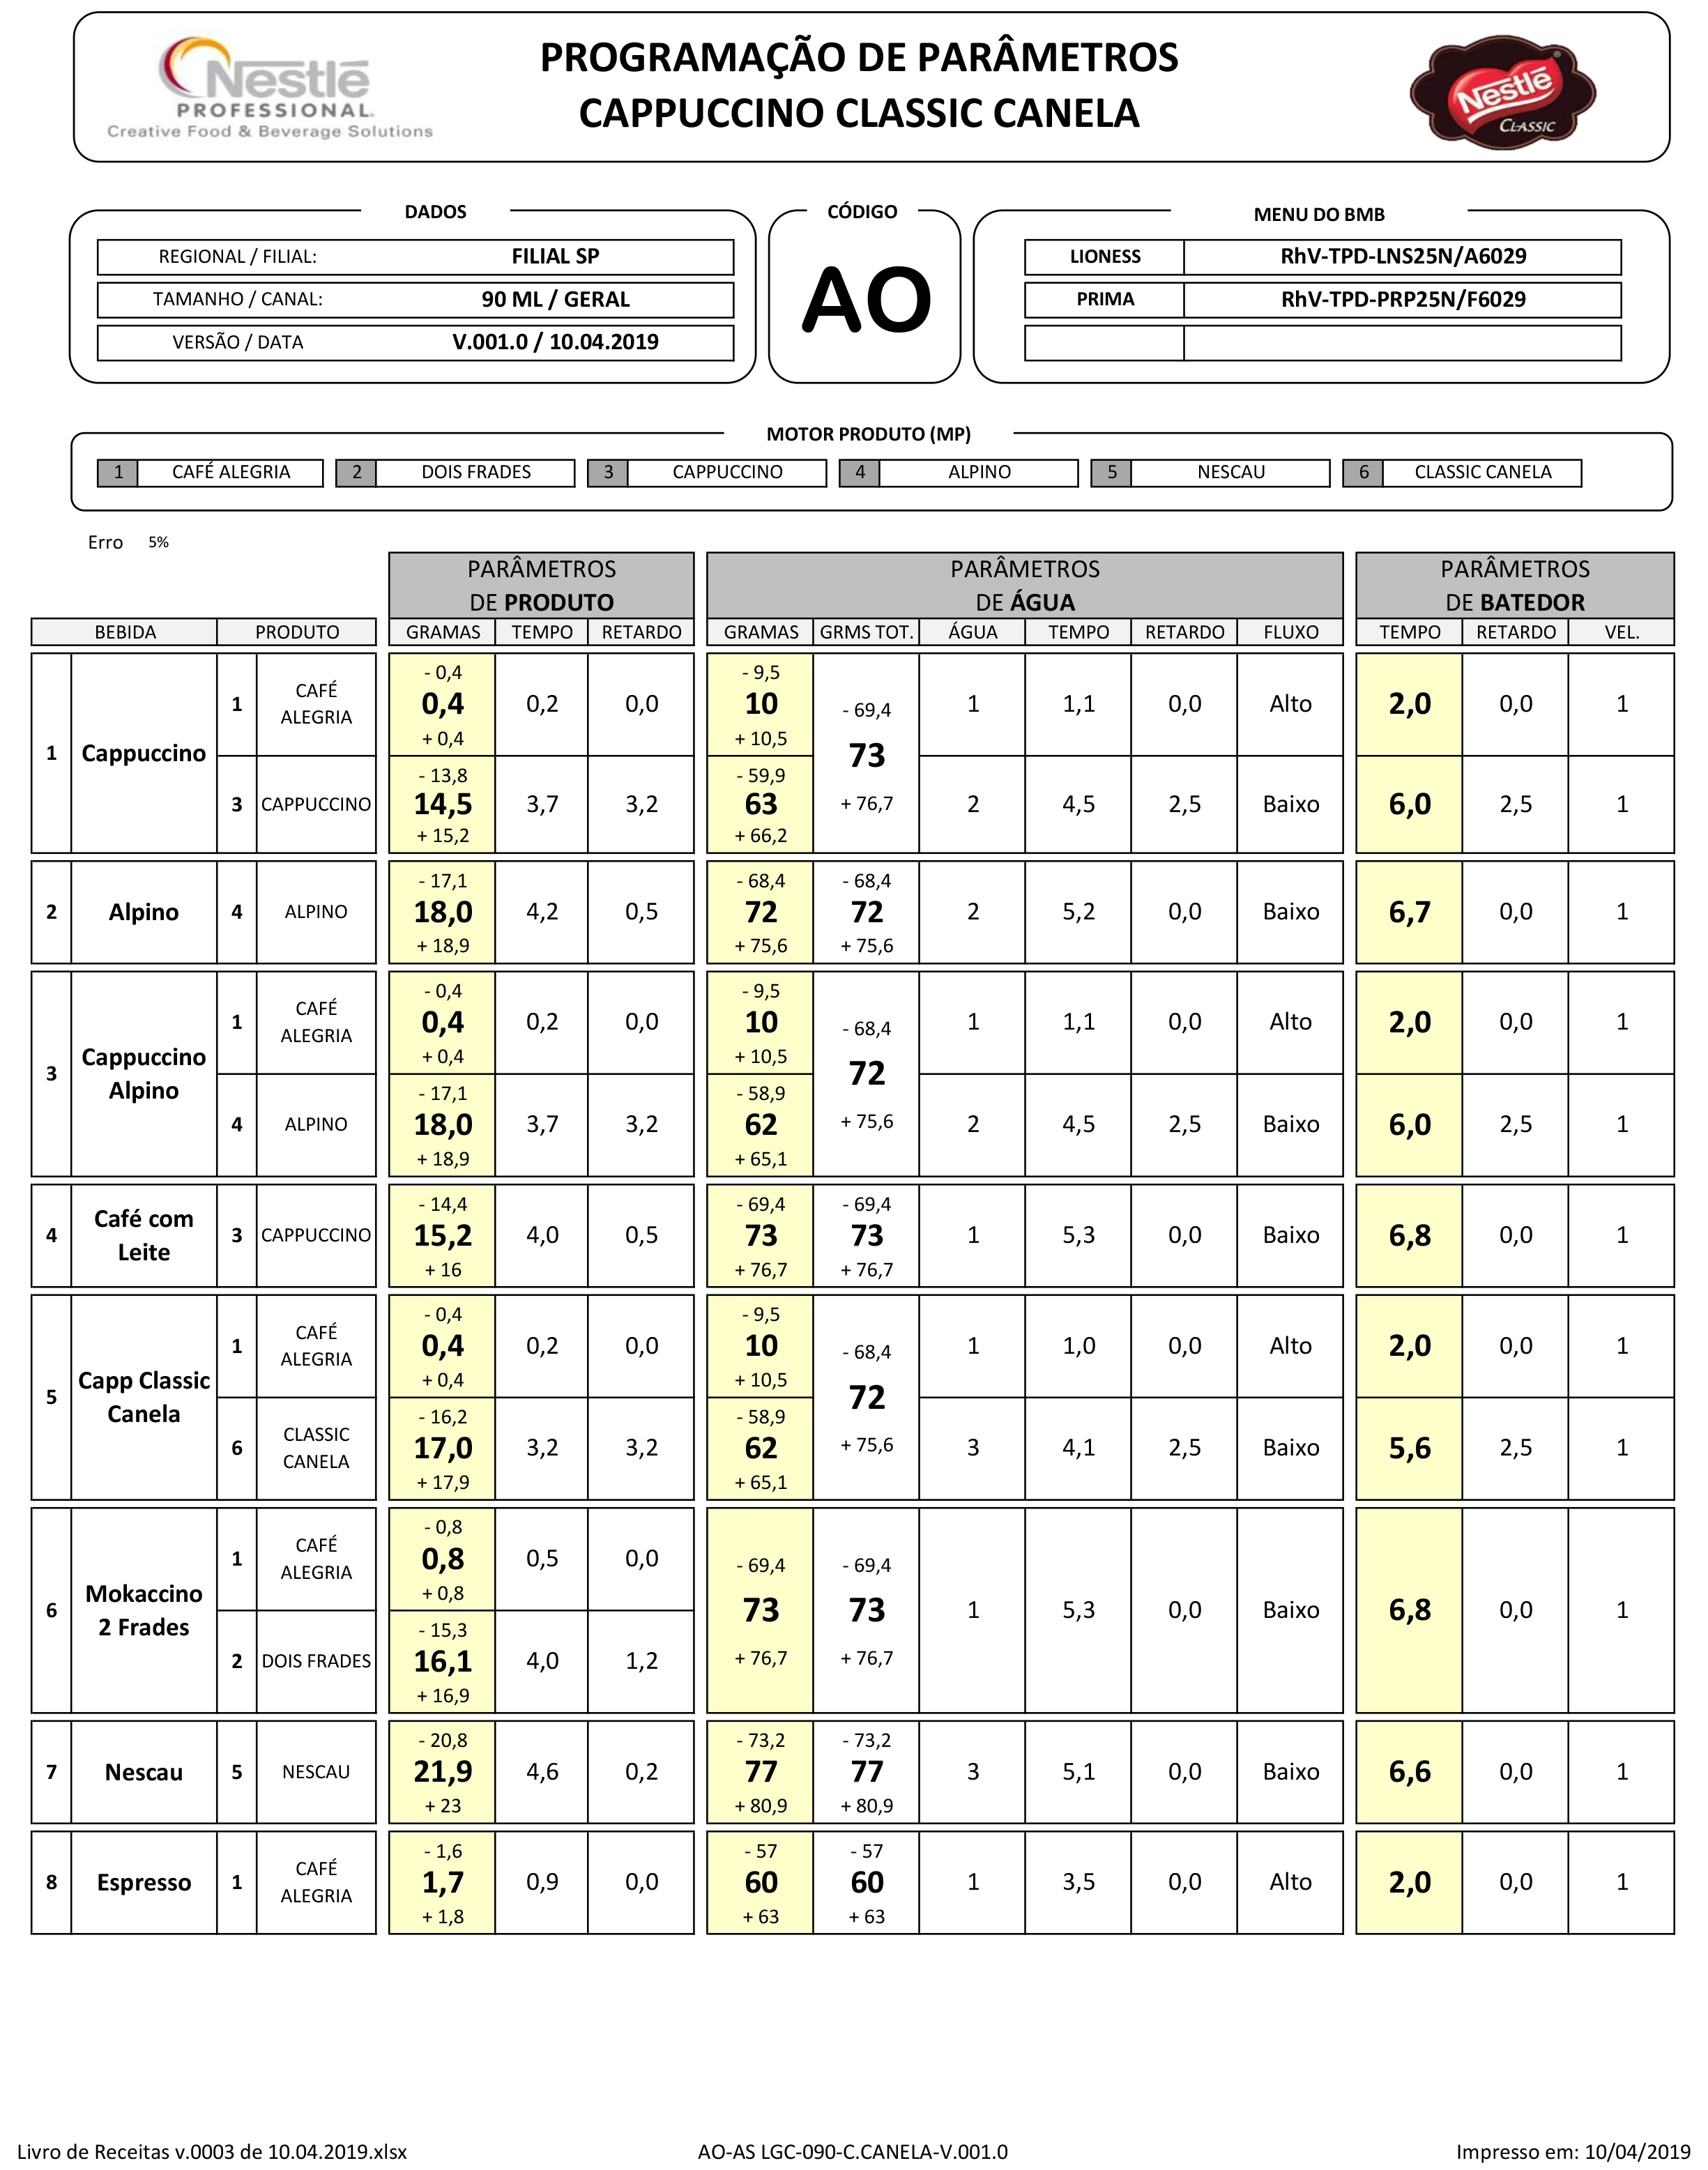 Nestlé
PROFESSIONAL.
Creative Food & Beverage Solutions
PROGRAMAÇÃO DE PARÂMETROS
CAPPUCCINO CLASSIC CANELA
Nestlé
CLASSIC
DADOS
REGIONAL / FILIAL: FILIAL SP
TAMANHO / CANAL: 90 ML / GERAL
VERSÃO / DATA V.001.0 / 10.04.2019
CÓDIGO
AO
MENU DO BMB
LIONESS RhV-TPD-LNS25N/A6029
PRIMA RhV-TPD-PRP25N/F6029
MOTOR PRODUTO (MP)
1 CAFÉ ALEGRIA 2 DOIS FRADES 3 CAPPUCCINO 4 ALPINO 5 NESCAU 6 CLASSIC CANELA
Erro 5%
PARÂMETROS
DE PRODUTO
PARÂMETROS
DE ÁGUA
PARÂMETROS
DE BATEDOR
BEBIDA PRODUTO GRAMAS TEMPO RETARDO GRAMAS GRMS TOT. ÁGUA TEMPO RETARDO FLUXO TEMPO RETARDO VEL.
1 Cappuccino
1 CAFÉ
ALEGRIA
- 0,4
0,4
+ 0,4
0,2 0,0
- 9,5
10
+ 10,5
- 69,4
73
+ 76,7
1 1,1 0,0 Alto 2,0 0,0 1
3 CAPPUCCINO
- 13,8
14,5
+ 15,2
3,7 3,2
- 59,9
63
+ 66,2
2 4,5 2,5 Baixo 6,0 2,5 1
2 Alpino 4 ALPINO
- 17,1
18,0
+ 18,9
4,2 0,5
- 68,4
72
+ 75,6
- 68,4
72
+ 75,6
2 5,2 0,0 Baixo 6,7 0,0 1
3 Cappuccino
Alpino
1 CAFÉ
ALEGRIA
- 0,4
0,4
+ 0,4
0,2 0,0
- 9,5
10
+ 10,5
- 68,4
72
+ 75,6
1 1,1 0,0 Alto 2,0 0,0 1
4 ALPINO
- 17,1
18,0
+ 18,9
3,7 3,2
- 58,9
62
+ 65,1
2 4,5 2,5 Baixo 6,0 2,5 1
4 Café com
Leite
3 CAPPUCCINO
- 14,4
15,2
+ 16
4,0 0,5
- 69,4
73
+ 76,7
- 69,4
73
+ 76,7
1 5,3 0,0 Baixo 6,8 0,0 1
5 Capp Classic
Canela
1 CAFÉ
ALEGRIA
- 0,4
0,4
+ 0,4
0,2 0,0
- 9,5
10
+ 10,5
- 68,4
72
+ 75,6
1 1,0 0,0 Alto 2,0 0,0 1
6 CLASSIC
CANELA
- 16,2
17,0
+ 17,9
3,2 3,2
- 58,9
62
+ 65,1
3 4,1 2,5 Baixo 5,6 2,5 1
6 Mokaccino
2 Frades
1 CAFÉ
ALEGRIA
- 0,8
0,8
+ 0,8
0,5 0,0
2 DOIS FRADES
- 15,3
16,1
+ 16,9
4,0 1,2
- 69,4
73
+ 76,7
- 69,4
73
+ 76,7
1 5,3 0,0 Baixo 6,8 0,0 1
7 Nescau 5 NESCAU
- 20,8
21,9
+ 23
4,6 0,2
- 73,2
77
+ 80,9
- 73,2
77
+ 80,9
3 5,1 0,0 Baixo 6,6 0,0 1
8 Espresso 1 CAFÉ
ALEGRIA
- 1,6
1,7
+ 1,8
0,9 0,0
- 57
60
+ 63
- 57
60
+ 63
1 3,5 0,0 Alto 2,0 0,0 1
Livro de Receitas v.0003 de 10.04.2019.xlsx AO-AS LGC-090-C.CANELA-V.001.0 Impresso em: 10/04/2019